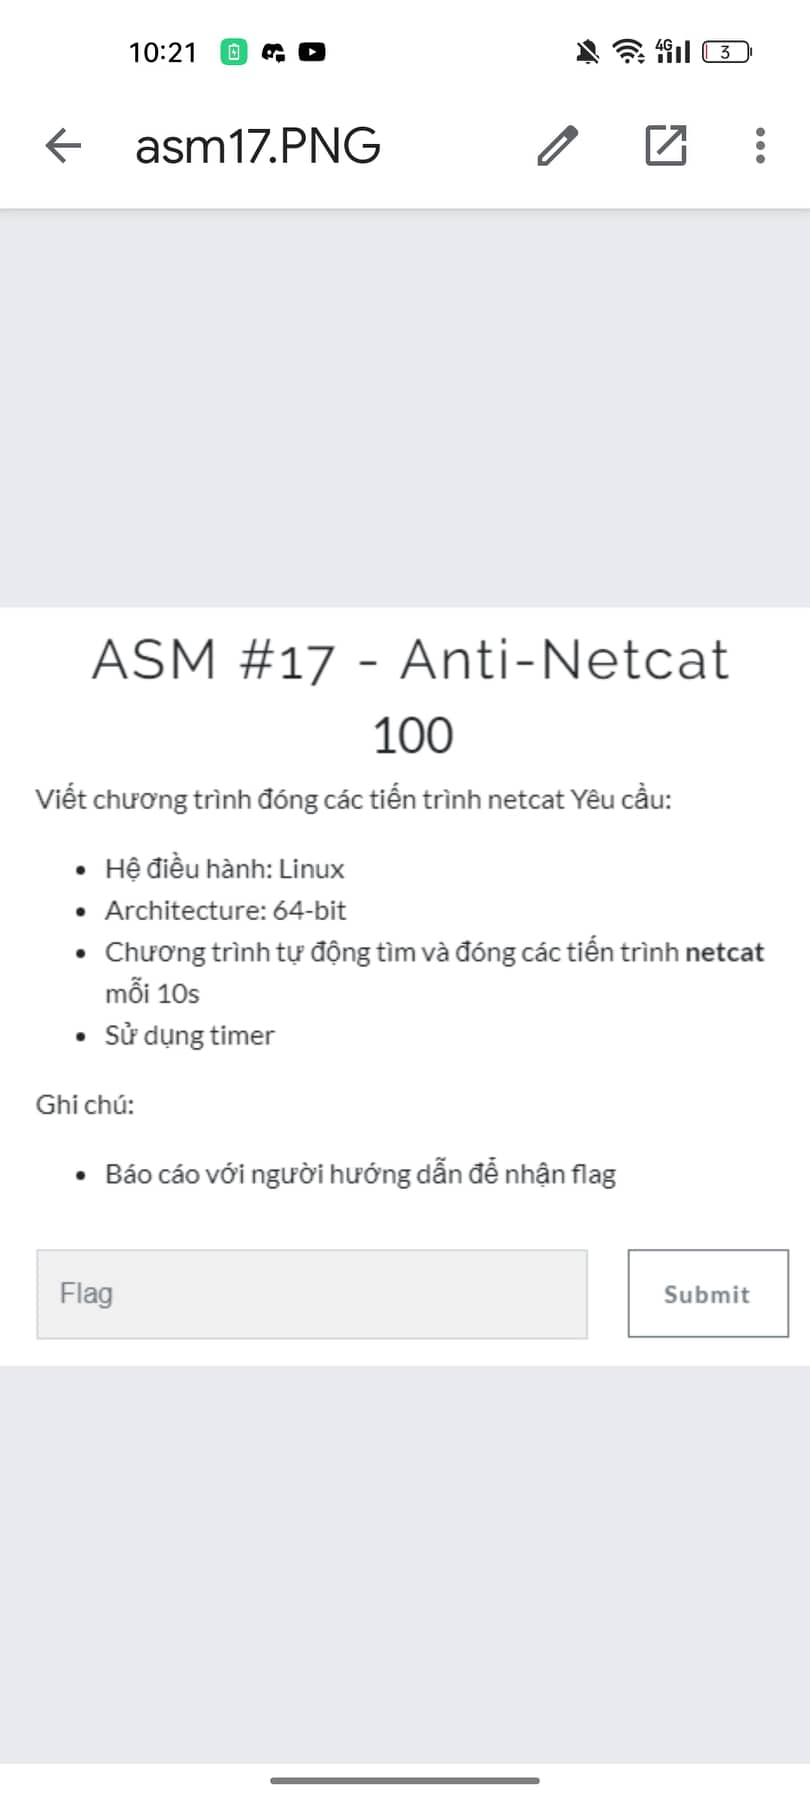 10:21
4G
3
asm17.PNG
ASM #17 - Anti-Netcat
100
Viết chương trình đóng các tiến trình netcat Yêu cầu:
• Hệ điều hành: Linux
• Architecture: 64-bit
• Chương trình tự động tìm và đóng các tiến trình netcat
mỗi 10s
• Sử dụng timer
Ghi chú:
• Báo cáo với người hướng dẫn để nhận flag
Flag
Submit